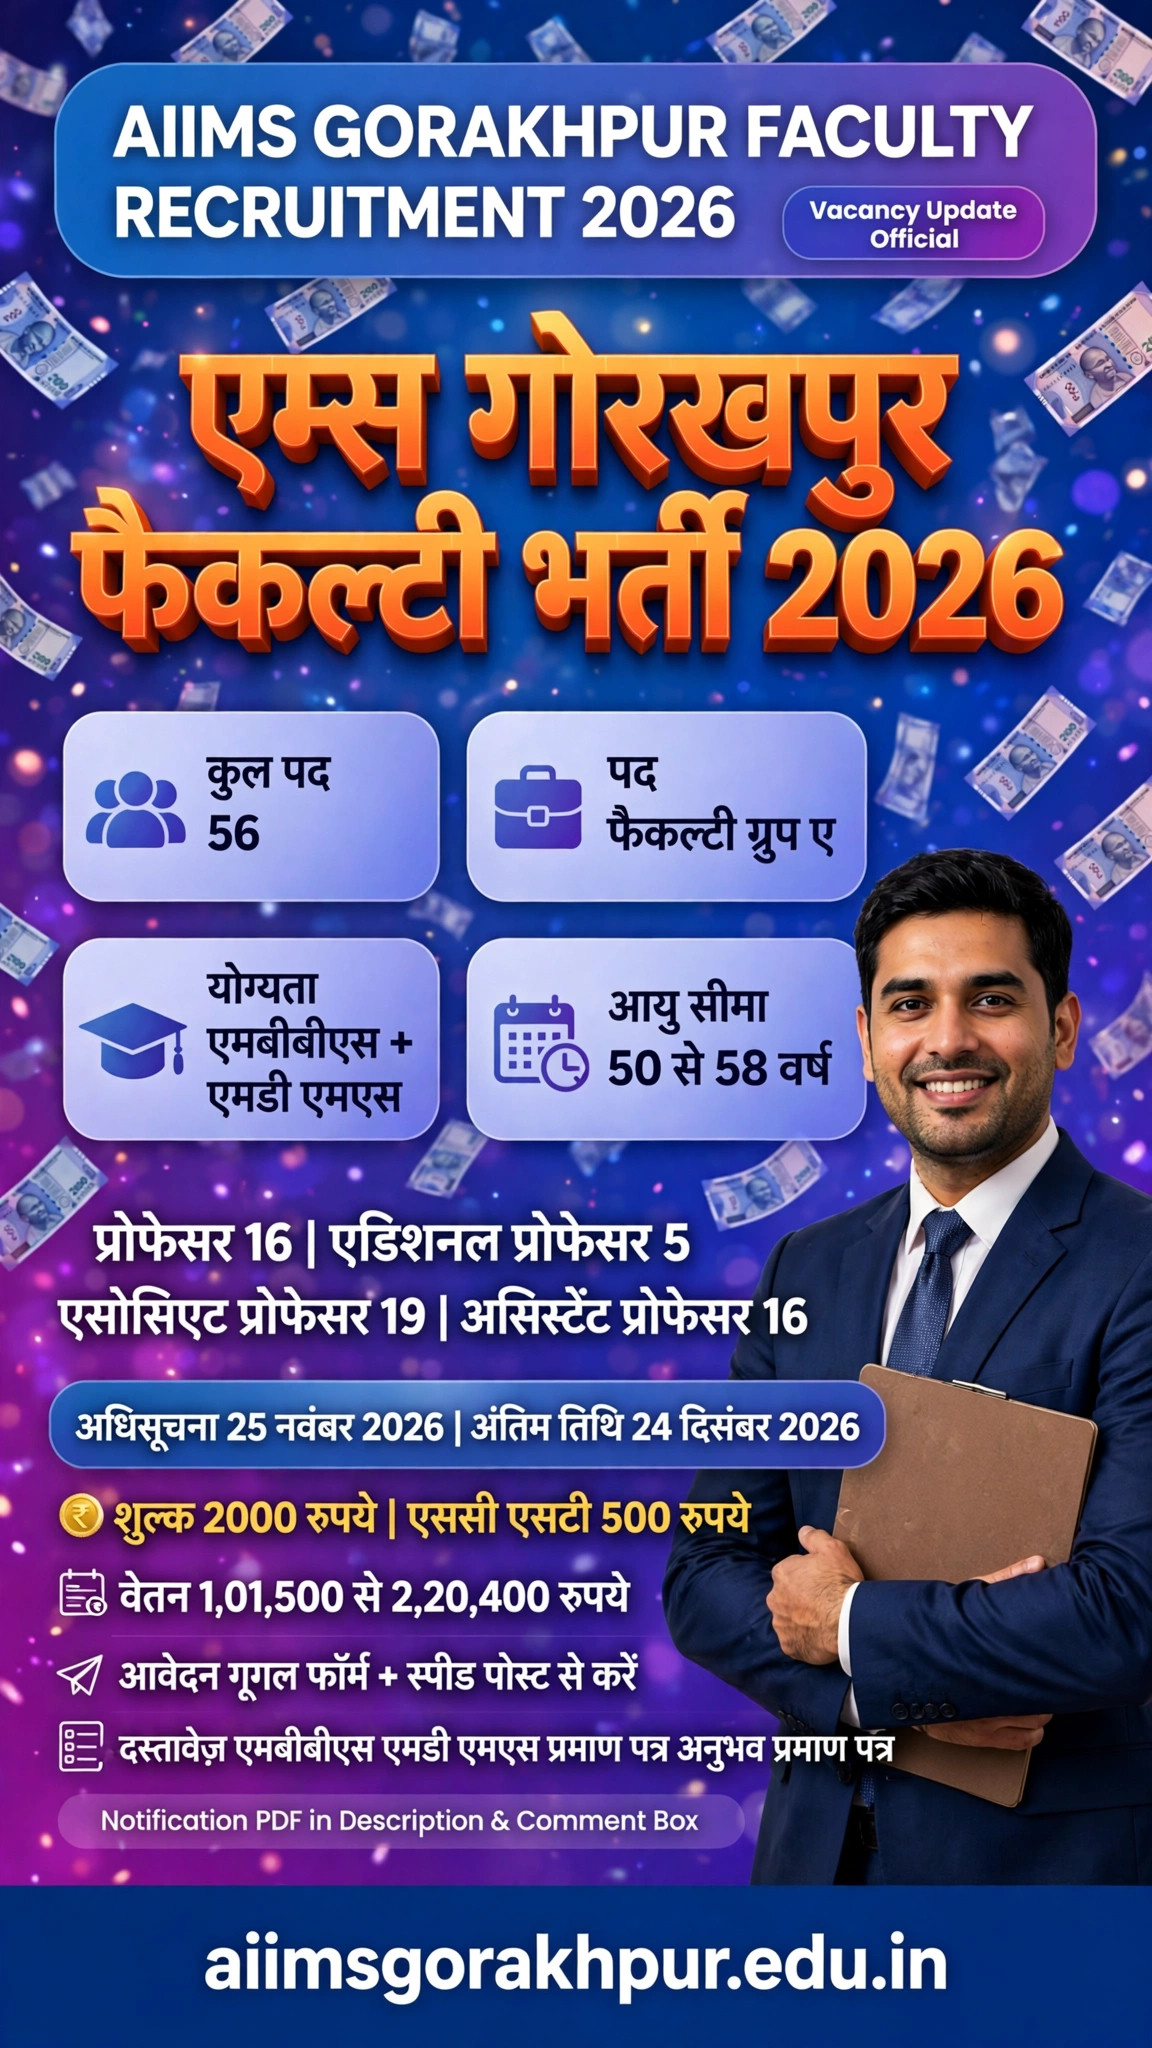 AIIMS GORAKHPUR FACULTY
RECRUITMENT 2026
Vacancy Update
Official
एम्स गोरखपुर
फैकल्टी भर्ती 2026
कुल पद
56
पद
फैकल्टी ग्रुप ए
योग्यता
एमबीबीएस +
एमडी एमएस
आयु सीमा
50 से 58 वर्ष
प्रोफेसर 16 | एडिशनल प्रोफेसर 5
एसोसिएट प्रोफेसर 19 | असिस्टेंट प्रोफेसर 16
अधिसूचना 25 नवंबर 2026 | अंतिम तिथि 24 दिसंबर 2026
शुल्क 2000 रुपये | एससी एसटी 500 रुपये
वेतन 1,01,500 से 2,20,400 रुपये
आवेदन गूगल फॉर्म + स्पीड पोस्ट से करें
दस्तावेज़ एमबीबीएस एमडी एमएस प्रमाण पत्र अनुभव प्रमाण पत्र
Notification PDF in Description & Comment Box
aiimsgorakhpur.edu.in